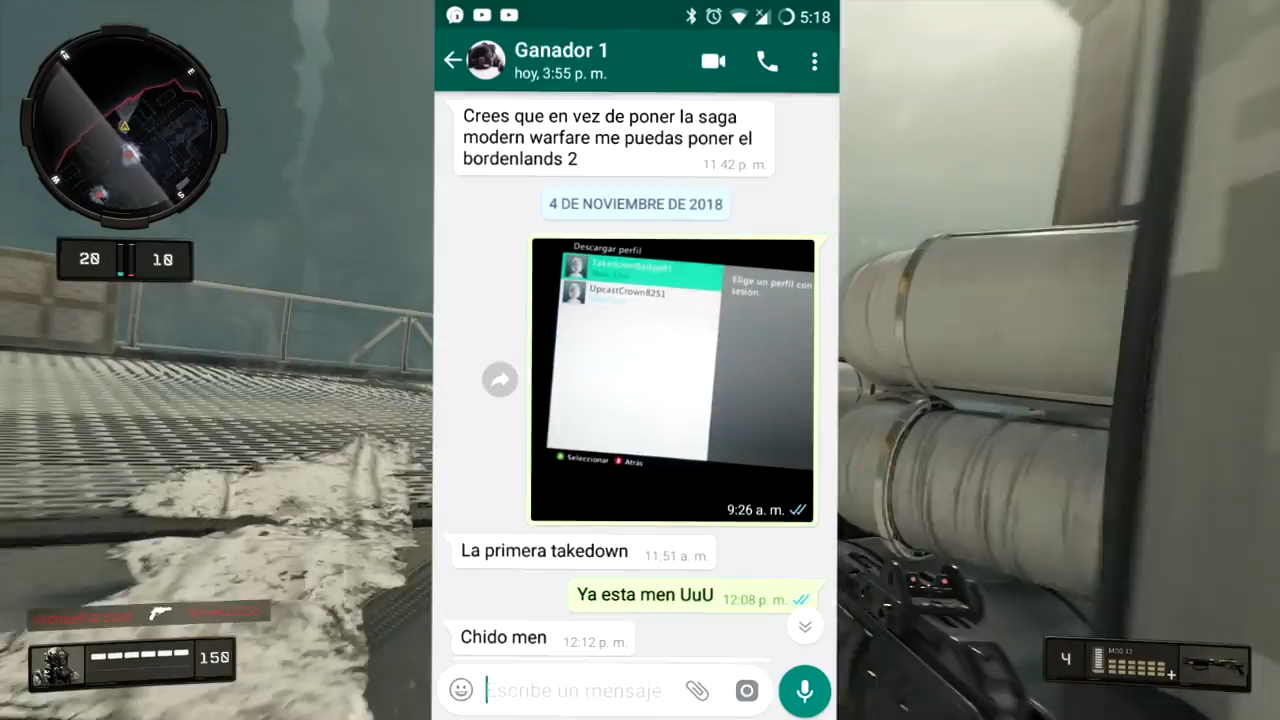 5:18
Ganador 1
hoy, 3:55 p. m.
Crees que en vez de poner la saga
modern warfare me puedas poner el
bordenlands 2
11:42 p. m.
4 DE NOVIEMBRE DE 2018
Descargar perfil
UpcastCrown8251
Elige un perfil con
sesión.
A Seleccionar B Atrás
9:26 a. m.
La primera takedown
11:51 a. m.
Ya esta men UuU
12:08 p. m.
Chido men
12:12 p. m.
Escribe un mensaje
N
E
W
S
20
10
150
4
MOG 12